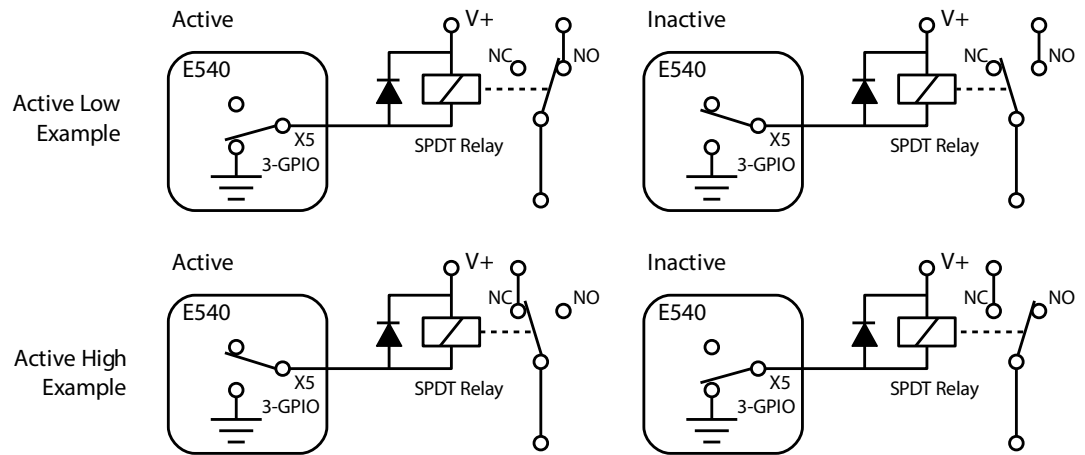 Active
V+
E540
NC
NO
X5
3-GPIO
SPDT Relay
Inactive
V+
E540
NC
NO
X5
3-GPIO
SPDT Relay
Active Low
Example
Active
V+
E540
NC
NO
X5
3-GPIO
SPDT Relay
Inactive
V+
E540
NC
NO
X5
3-GPIO
SPDT Relay
Active High
Example